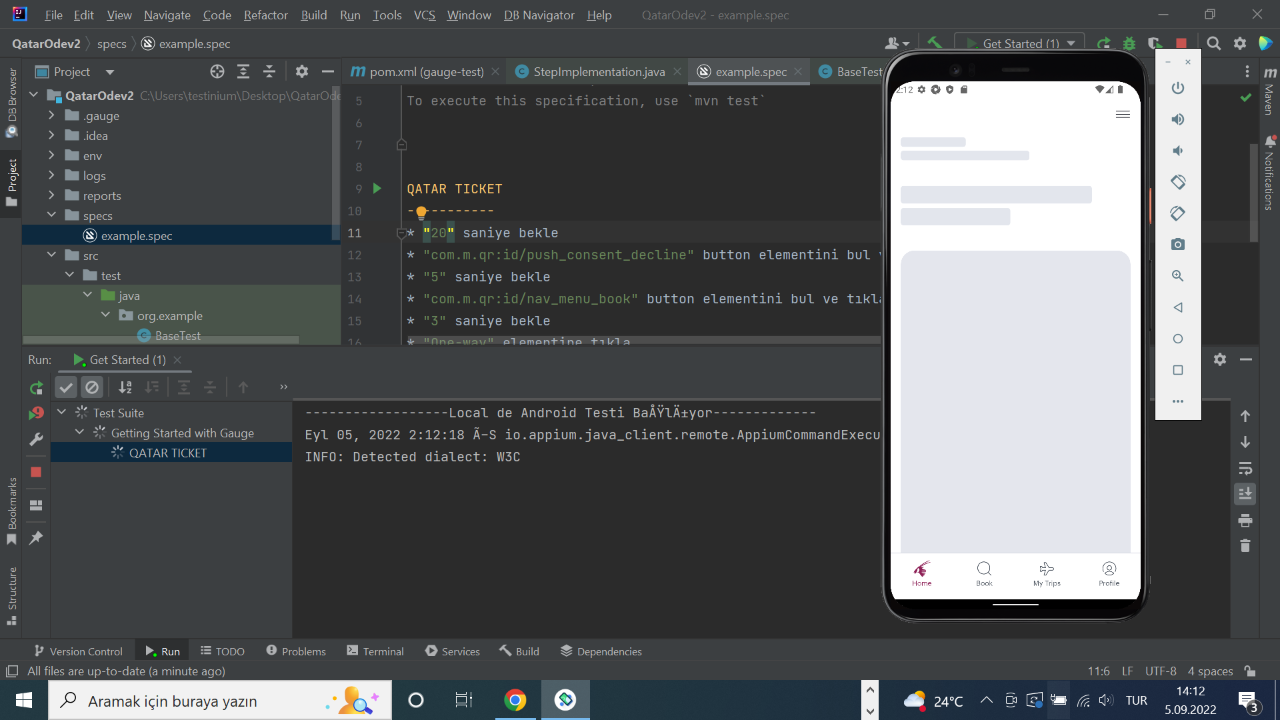 File Edit View Navigate Code Refactor Build Run Tools VCS Window DB Navigator Help QatarOdev2 - example.spec
QatarOdev2 specs example.spec Get Started (1)
Project pom.xml (gauge-test) StepImplementation.java example.spec BaseTest
QatarOdev2 C:\Users\testinium\Desktop\QatarOde
.gauge
.idea
env
logs
reports
specs
example.spec
src
test
java
org.example
BaseTest
5 To execute this specification, use `mvn test`
6
7
8
9 QATAR TICKET
10 -----------
11 * "20" saniye bekle
12 * "com.m.qr:id/push_consent_decline" button elementini bul v
13 * "5" saniye bekle
14 * "com.m.qr:id/nav_menu_book" button elementini bul ve tıkla
15 * "3" saniye bekle
16 * "One-way" elementine tıkla
DB Browser
Project
Bookmarks
Structure
Maven
Notifications
2:12
Home Book My Trips Profile
Run: Get Started (1)
Test Suite
Getting Started with Gauge
QATAR TICKET
------------------Local de Android Testi BaÅŸlÄ±yor-------------
Eyl 05, 2022 2:12:18 Ã–S io.appium.java_client.remote.AppiumCommandExecu
INFO: Detected dialect: W3C
Version Control Run TODO Problems Terminal Services Build Dependencies
All files are up-to-date (a minute ago) 11:6 LF UTF-8 4 spaces
Aramak için buraya yazın 24°C TUR 14:12
5.09.2022 3